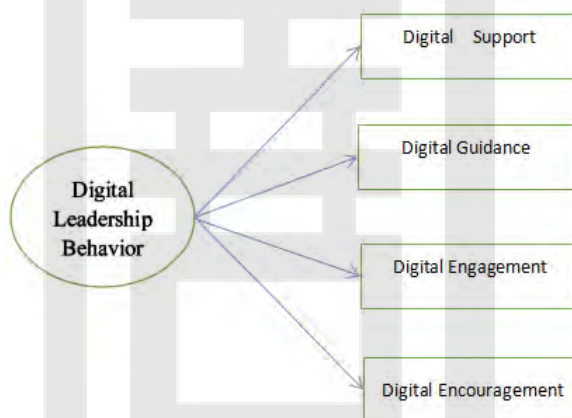 Digital Support
Digital Guidance
Digital
Leadership
Behavior
Digital Engagement
Digital Encouragement